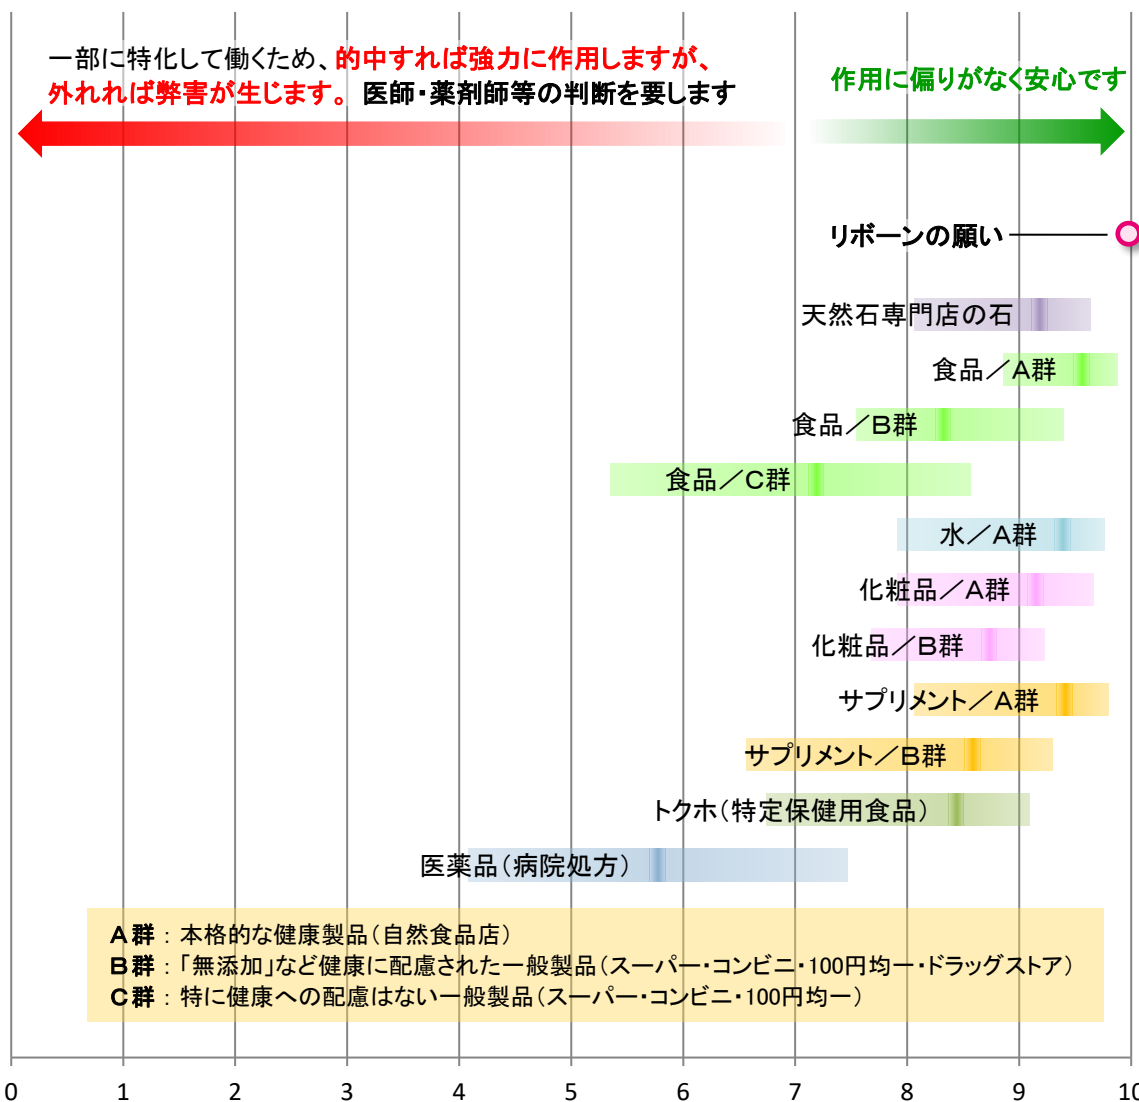 一部に特化して働くため、的中すれば強力に作用しますが、
外れれば弊害が生じます。 医師・薬剤師等の判断を要します
作用に偏りがなく安心です
リボーンの願い
天然石専門店の石
食品／Ａ群
食品／Ｂ群
食品／Ｃ群
水／Ａ群
化粧品／Ａ群
化粧品／Ｂ群
サプリメント／Ａ群
サプリメント／Ｂ群
トクホ（特定保健用食品）
医薬品（病院処方）
Ａ群：本格的な健康製品（自然食品店）
Ｂ群：「無添加」など健康に配慮された一般製品（スーパー・コンビニ・100円均一・ドラッグストア）
Ｃ群：特に健康への配慮はない一般製品（スーパー・コンビニ・100円均一）
0 1 2 3 4 5 6 7 8 9 10